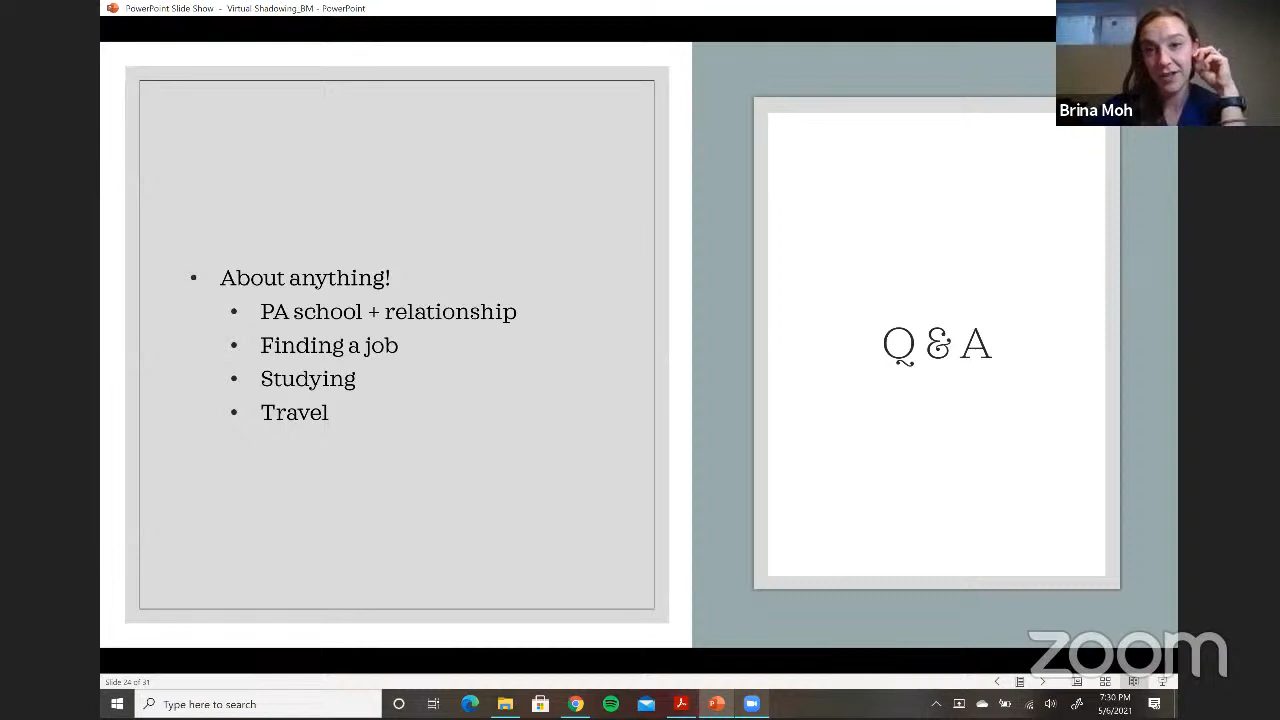 PowerPoint Slide Show - Virtual Shadowing_BM - PowerPoint
Brina Moh
• About anything!
• PA school + relationship
• Finding a job
• Studying
• Travel
Q & A
zoom
Slide 24 of 31
Type here to search
7:30 PM
5/6/2021